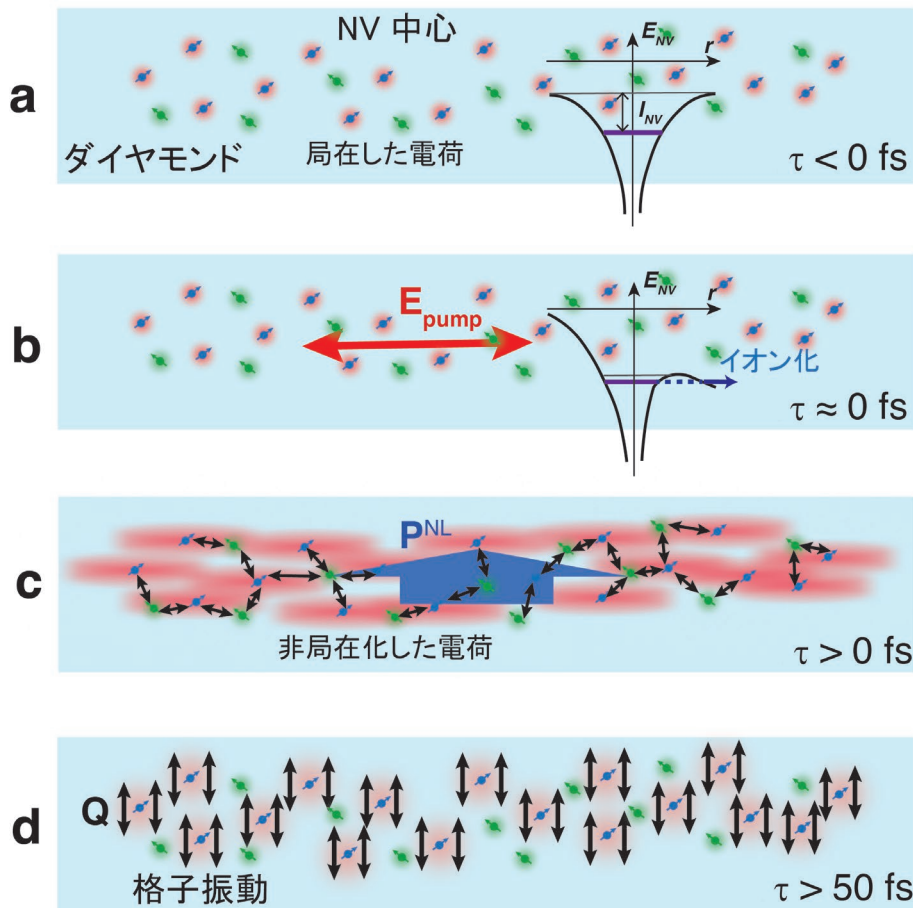 a
NV 中心
E_NV
r
I_NV
ダイヤモンド
局在した電荷
τ < 0 fs
b
E_pump
E_NV
r
イオン化
τ ≈ 0 fs
c
P^NL
非局在化した電荷
τ > 0 fs
d
Q
格子振動
τ > 50 fs